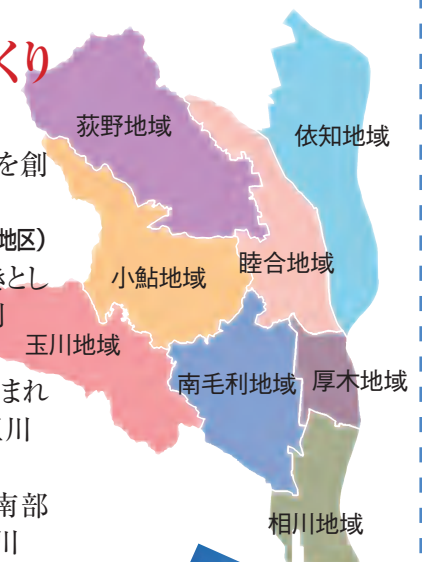 くり
を創
地区）
きとし
まれ
川
南部
川
荻野地域
依知地域
睦合地域
小鮎地域
玉川地域
南毛利地域
厚木地域
相川地域